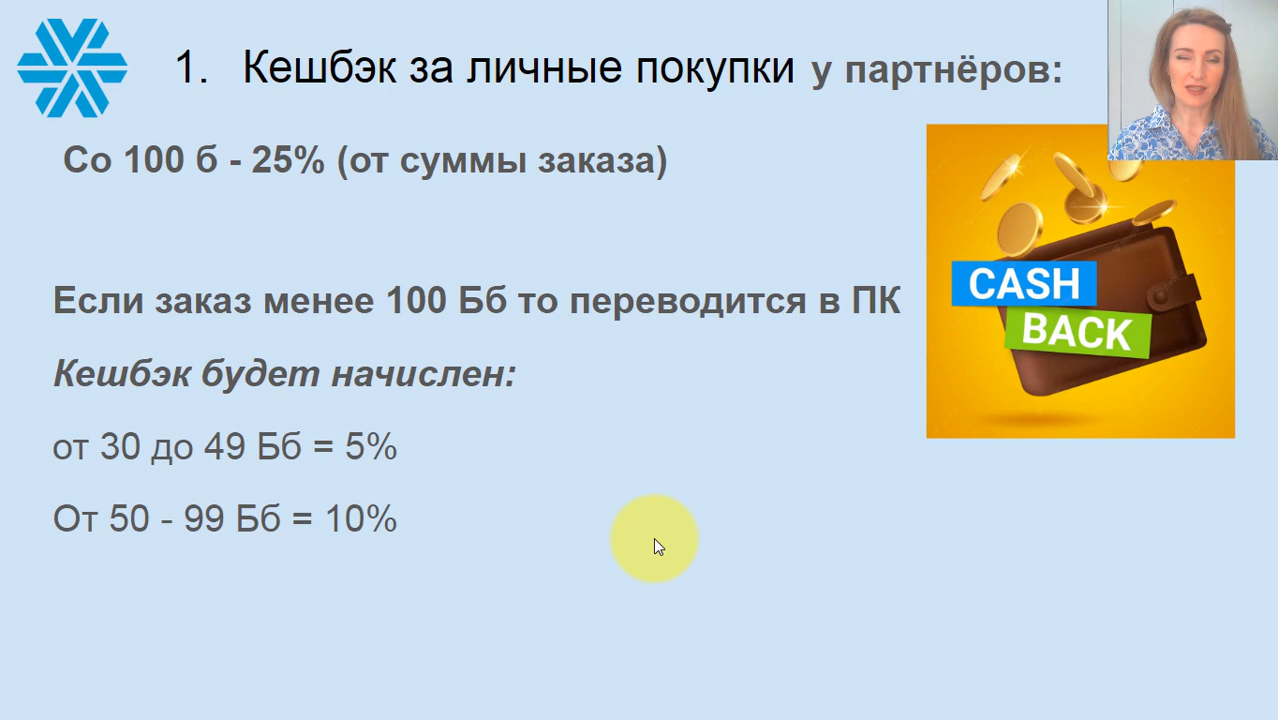 1. Кешбэк за личные покупки у партнёров:
Со 100 б - 25% (от суммы заказа)
Если заказ менее 100 Бб то переводится в ПК
Кешбэк будет начислен:
от 30 до 49 Бб = 5%
От 50 - 99 Бб = 10%
CASH
BACK